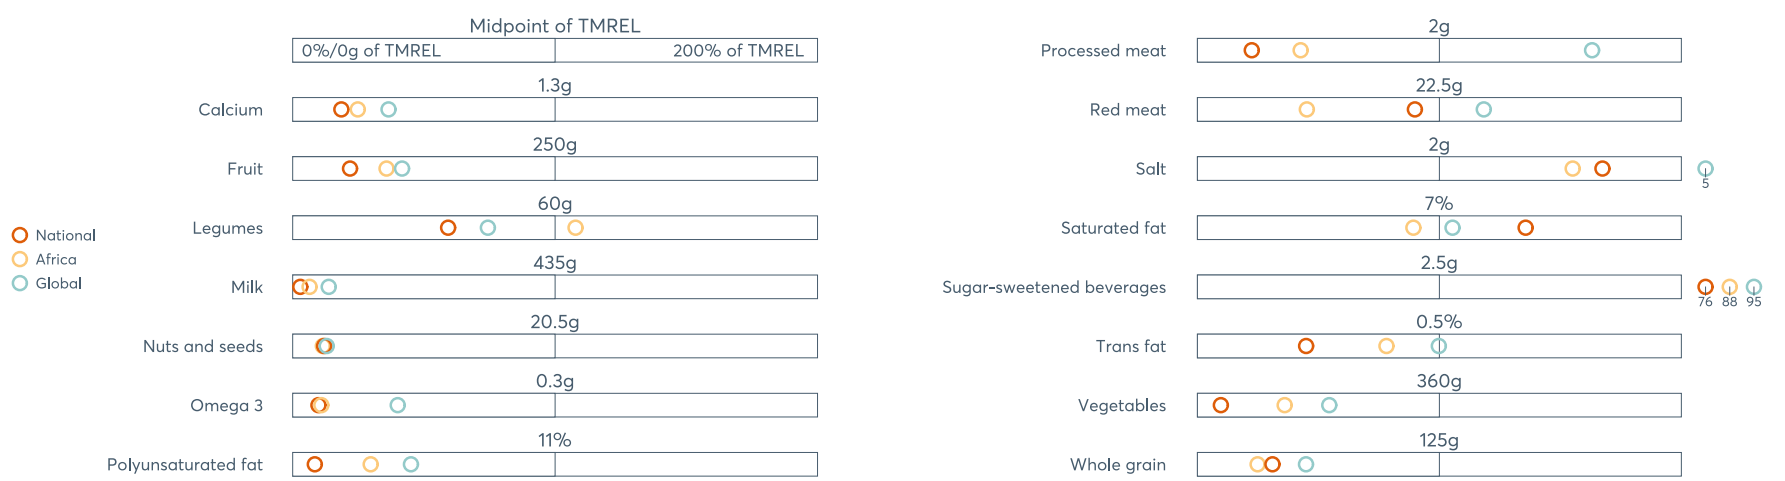 Midpoint of TMREL
0%/0g of TMREL 200% of TMREL
1.3g
Calcium
250g
Fruit
60g
Legumes
435g
Milk
20.5g
Nuts and seeds
0.3g
Omega 3
11%
Polyunsaturated fat
National
Africa
Global
2g
Processed meat
22.5g
Red meat
2g
Salt
5
7%
Saturated fat
2.5g
Sugar-sweetened beverages
76 88 95
0.5%
Trans fat
360g
Vegetables
125g
Whole grain